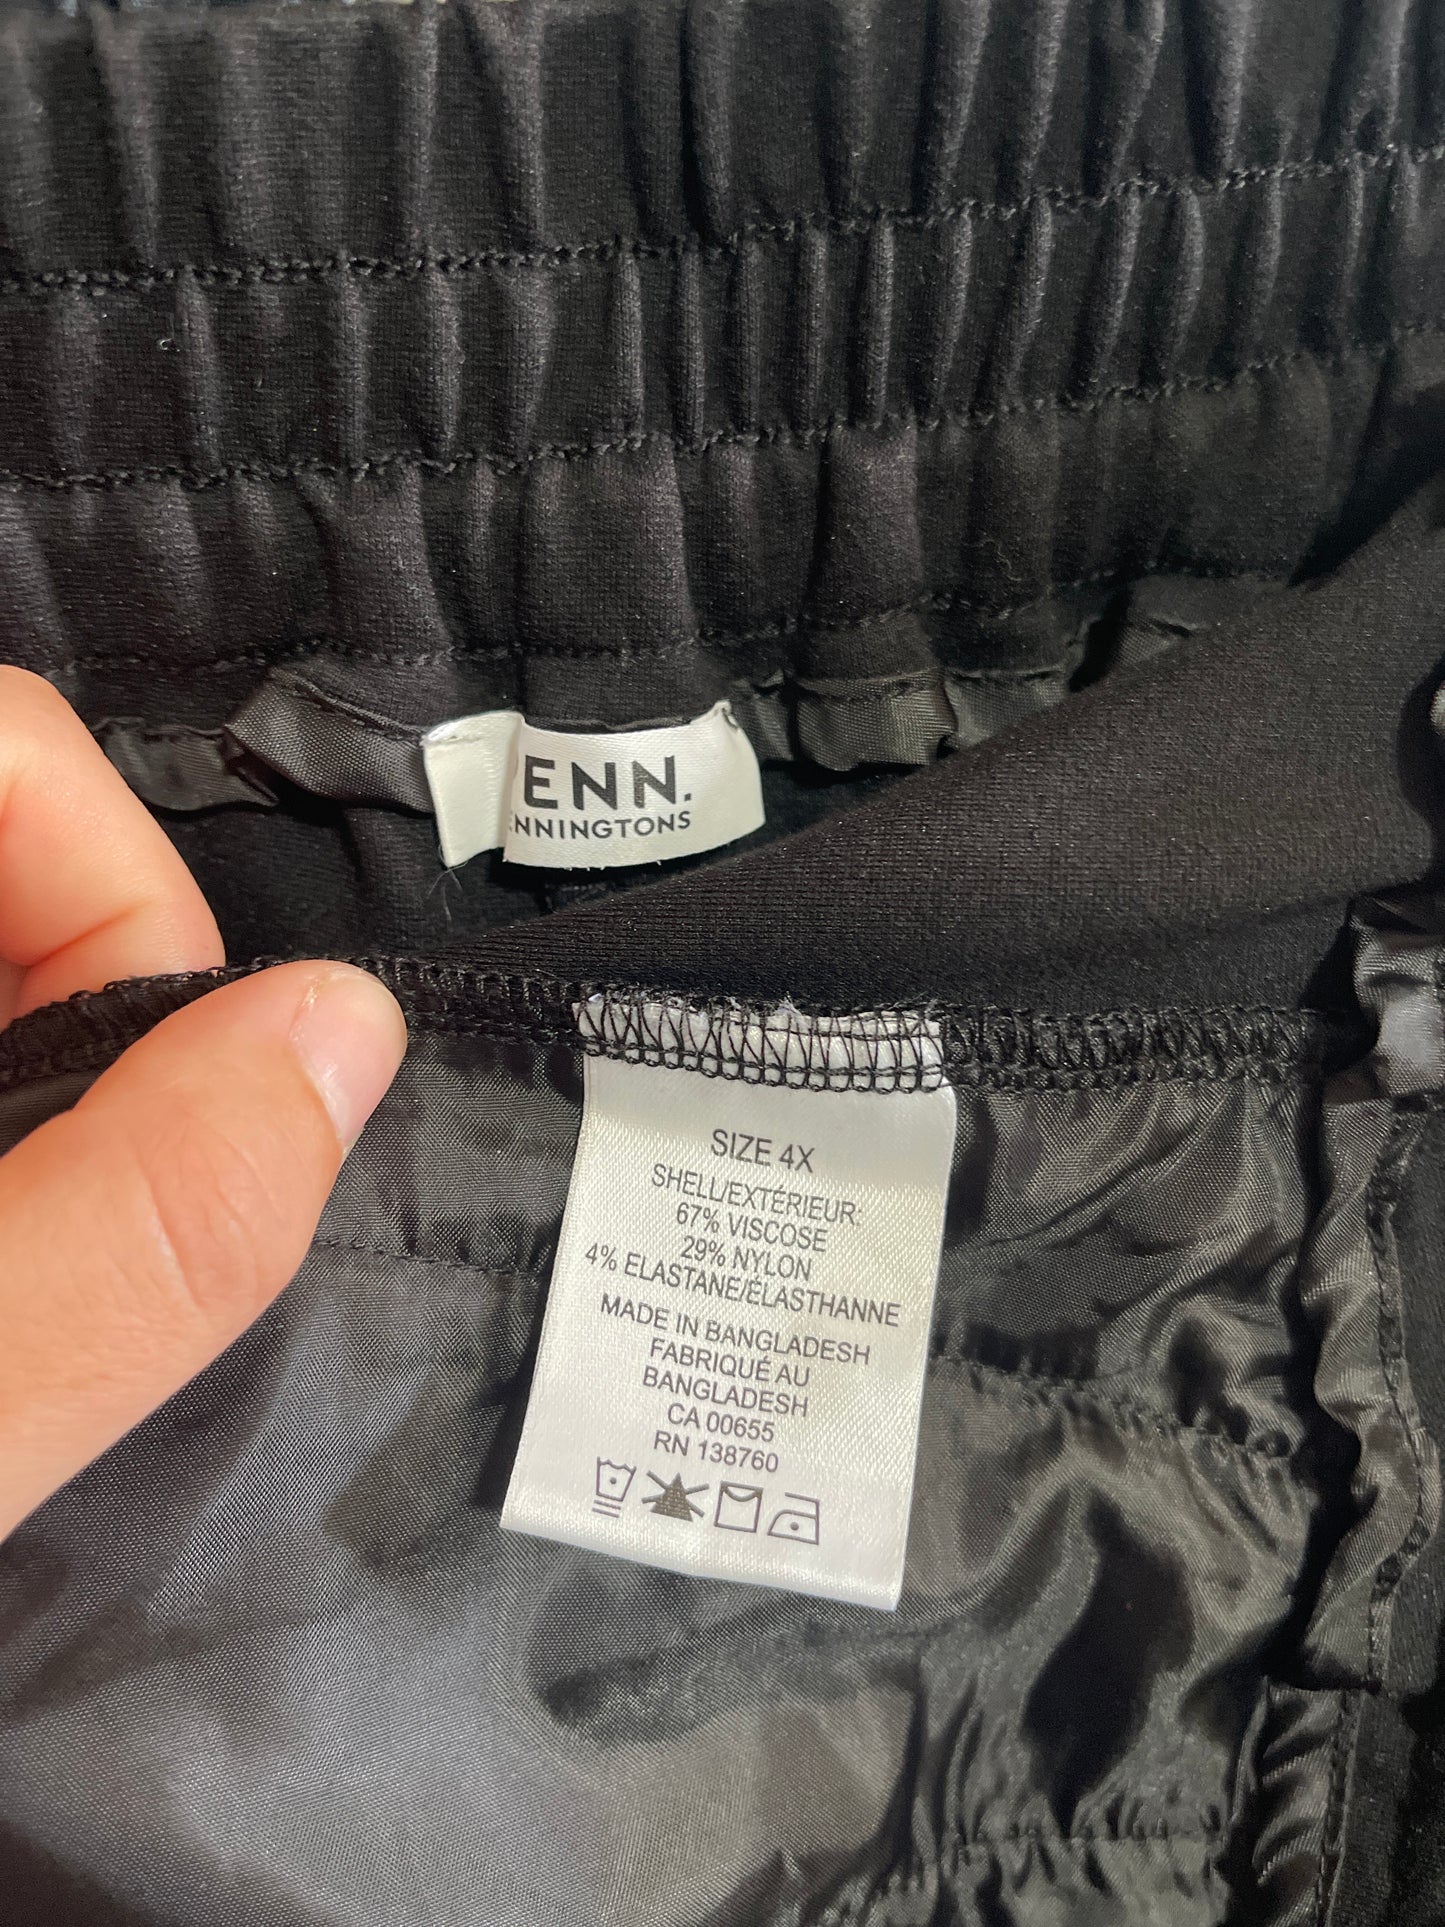 ENN.
NNINGTONS
SIZE 4X
SHELL/EXTÉRIEUR:
67% VISCOSE
29% NYLON
4% ELASTANE/ÉLASTHANNE
MADE IN BANGLADESH
FABRIQUÉ AU
BANGLADESH
CA 00655
RN 138760